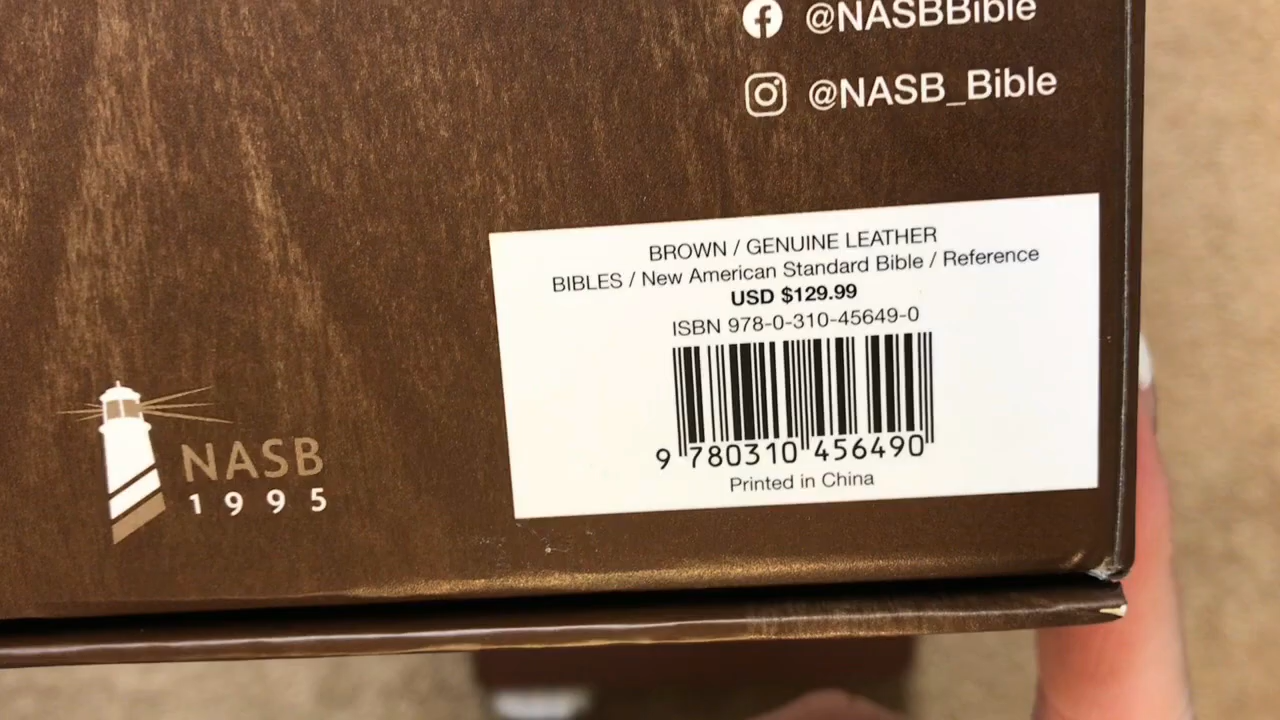 @NASBBible
@NASB_Bible
BROWN / GENUINE LEATHER
BIBLES / New American Standard Bible / Reference
USD $129.99
ISBN 978-0-310-45649-0
9 780310 456490
Printed in China
NASB
1995